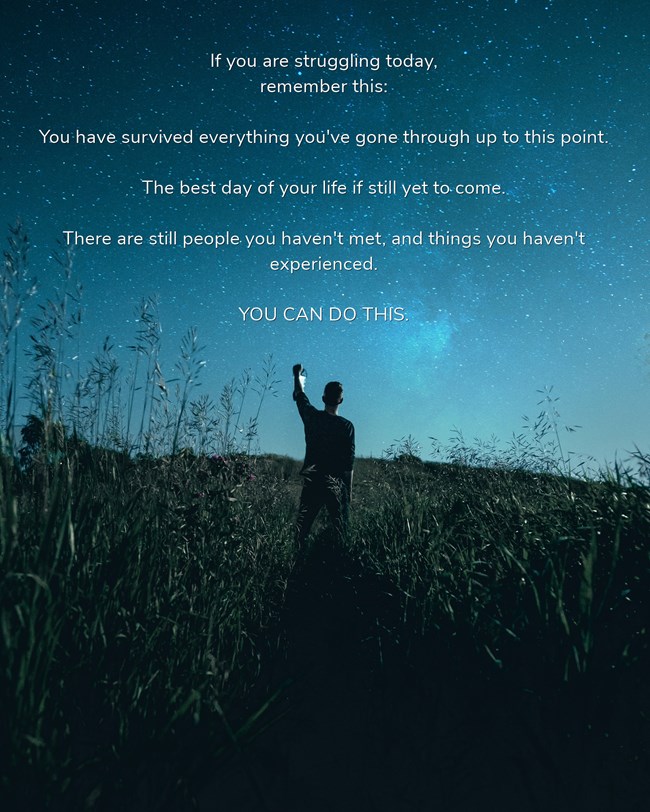 If you are struggling today,
remember this:
You have survived everything you've gone through up to this point.
The best day of your life if still yet to come.
There are still people you haven't met, and things you haven't
experienced.
YOU CAN DO THIS.